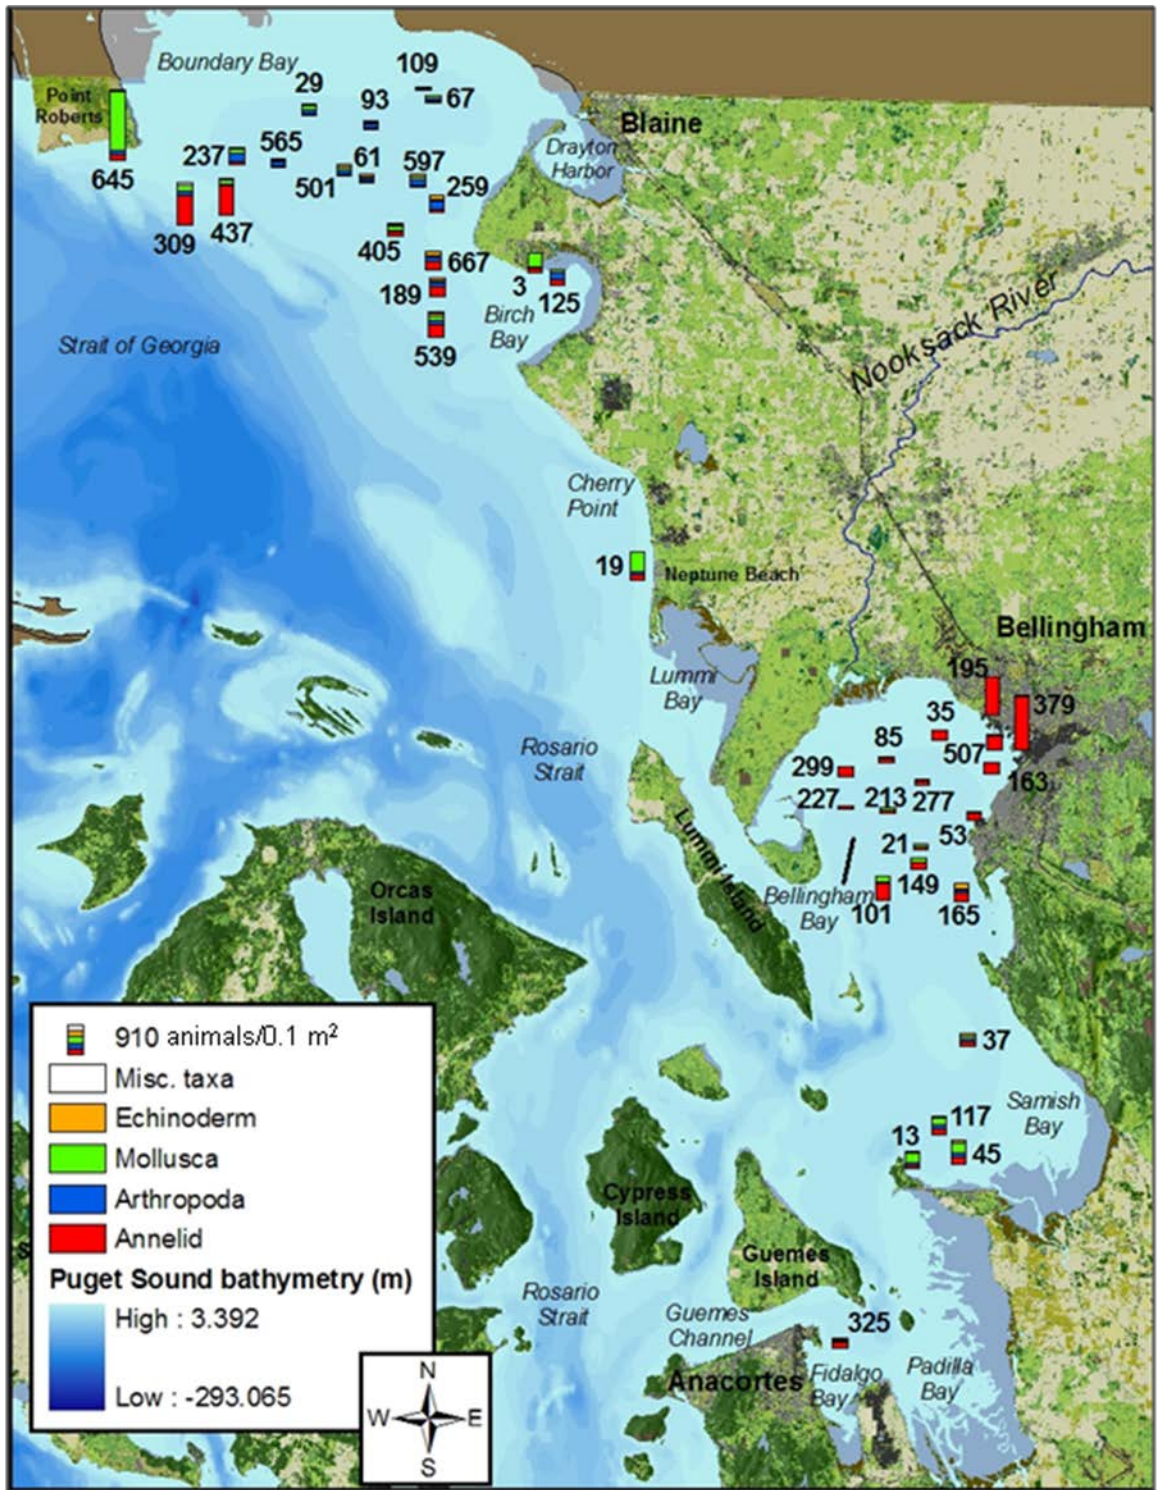 Boundary Bay
109
29
93
67
Point
Roberts
Blaine
Drayton
Harbor
565
237
61
597
501
645
259
437
309
405
667
3
125
189
Birch
Bay
539
Strait of Georgia
Nooksack River
Cherry
Point
19
Neptune Beach
Bellingham
195
Lummi
Bay
379
35
85
507
Rosario
Strait
299
163
227
213
277
53
Lummi Island
21
Orcas
Island
149
Bellingham
Bay
101
165
37
Samish
Bay
117
13
45
Cypress
Island
Guemes
Island
Rosario
Strait
Guemes
Channel
325
Anacortes
Fidalgo
Bay
Padilla
Bay
910 animals/0.1 m²
Misc. taxa
Echinoderm
Mollusca
Arthropoda
Annelid
S
Puget Sound bathymetry (m)
High : 3.392
Low : -293.065
N
W
E
S